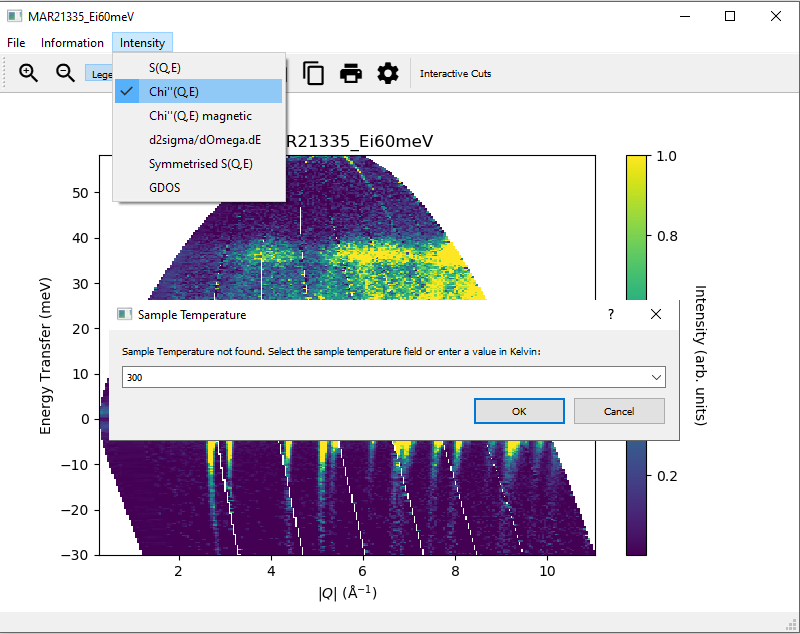 MAR21335_Ei60meV
File Information Intensity
Lege
Interactive Cuts
S(Q,E)
Chi''(Q,E)
Chi''(Q,E) magnetic
d2sigma/dOmega.dE
Symmetrised S(Q,E)
GDOS
R21335_Ei60meV
50
40
30
20
10
0
−10
−20
−30
Energy Transfer (meV)
2 4 6 8 10
|Q| (Å⁻¹)
1.0
0.8
0.2
Intensity (arb. units)
Sample Temperature
?
Sample Temperature not found. Select the sample temperature field or enter a value in Kelvin:
300
OK Cancel